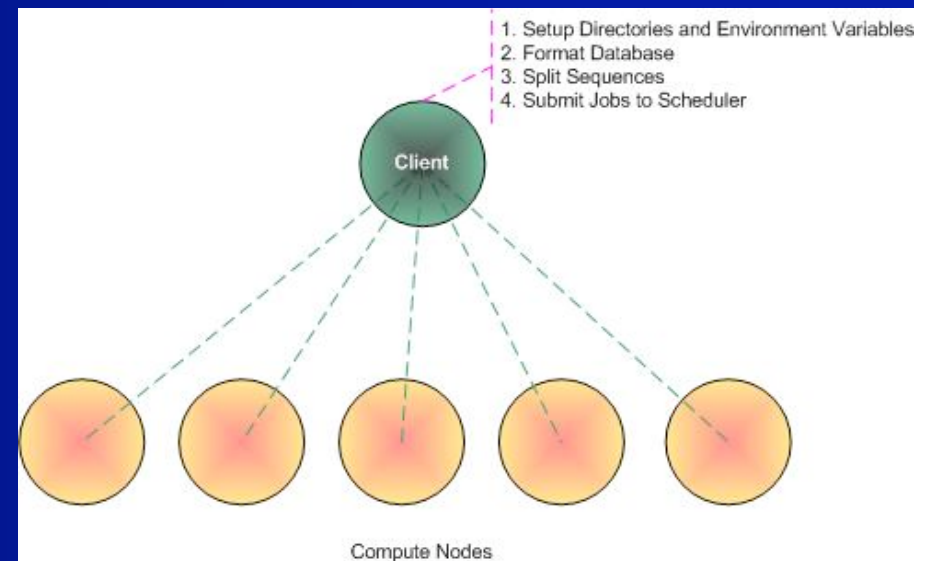 1. Setup Directories and Environment Variables
2. Format Database
3. Split Sequences
4. Submit Jobs to Scheduler
Client
Compute Nodes